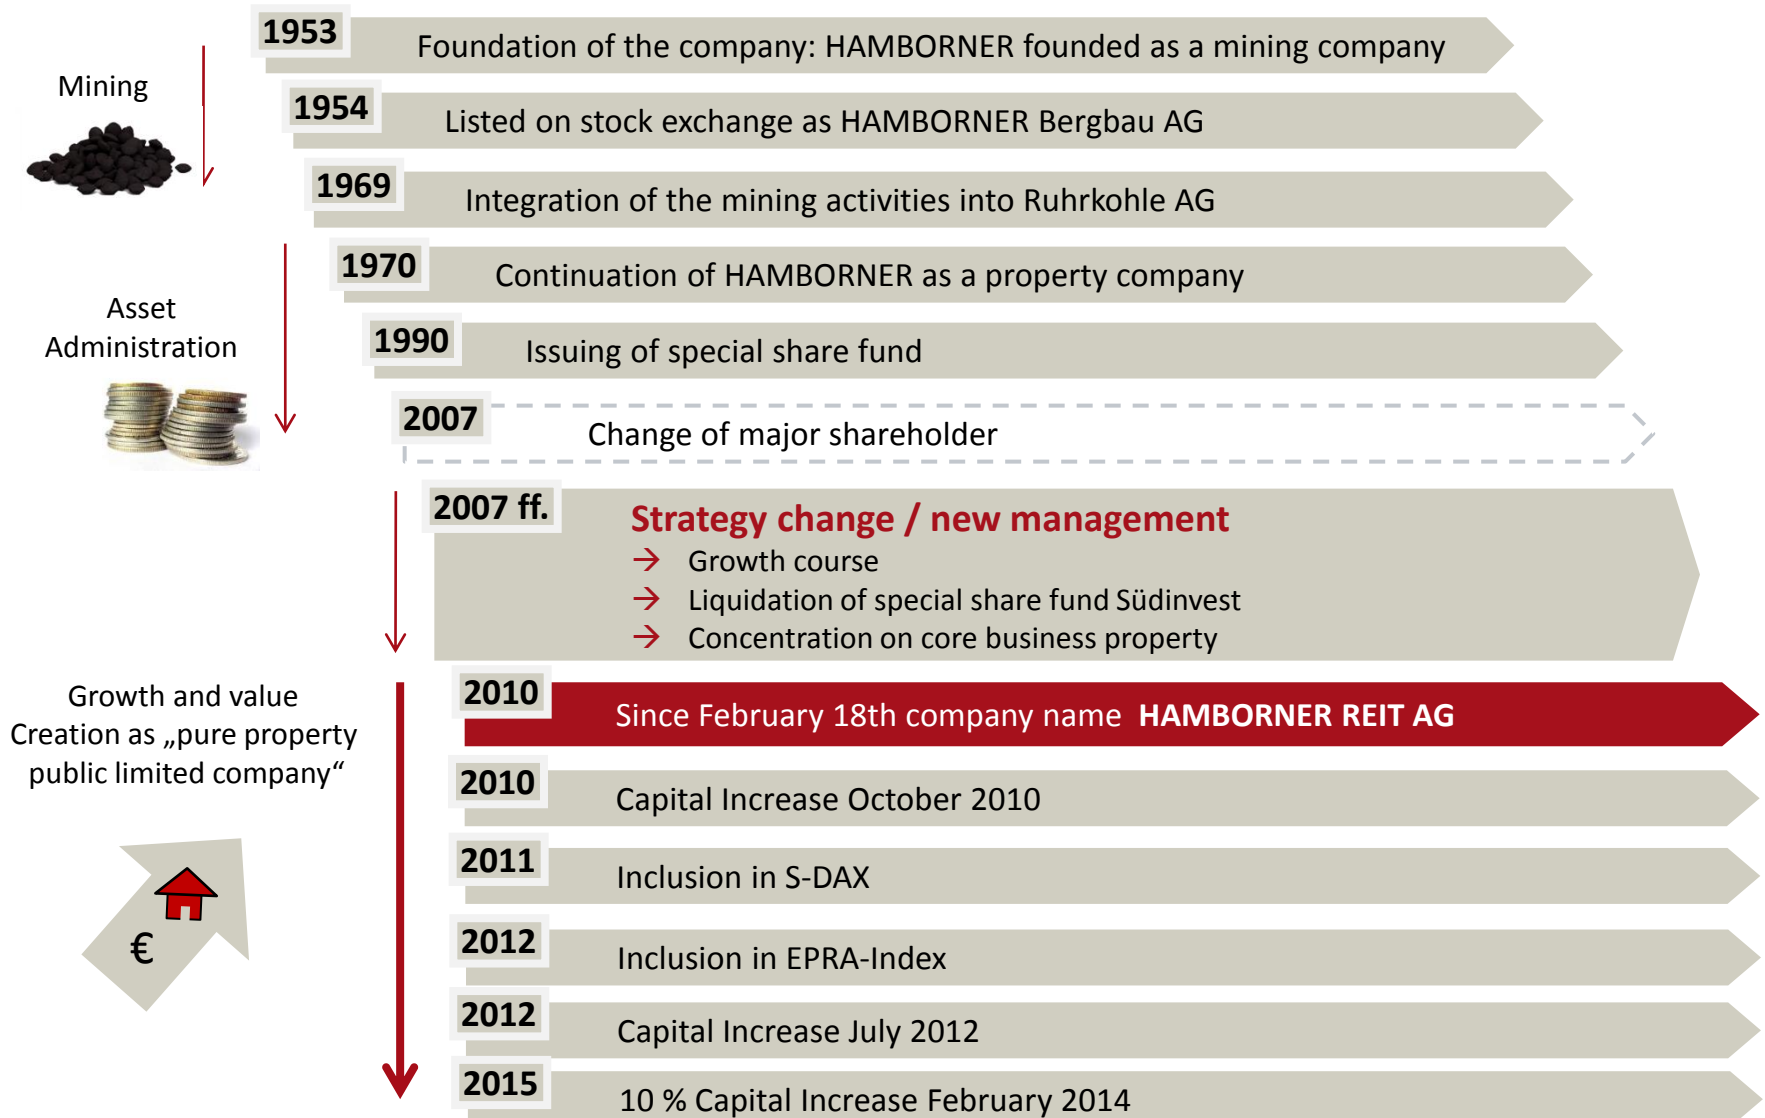 1953
Foundation of the company: HAMBORNER founded as a mining company
Mining
1954
Listed on stock exchange as HAMBORNER Bergbau AG
1969
Integration of the mining activities into Ruhrkohle AG
1970
Continuation of HAMBORNER as a property company
Asset
Administration
1990
Issuing of special share fund
2007
Change of major shareholder
2007 ff.
Strategy change / new management
→ Growth course
→ Liquidation of special share fund Südinvest
→ Concentration on core business property
Growth and value
Creation as „pure property
public limited company“
2010
Since February 18th company name HAMBORNER REIT AG
2010
Capital Increase October 2010
2011
Inclusion in S-DAX
€
2012
Inclusion in EPRA-Index
2012
Capital Increase July 2012
2015
10 % Capital Increase February 2014